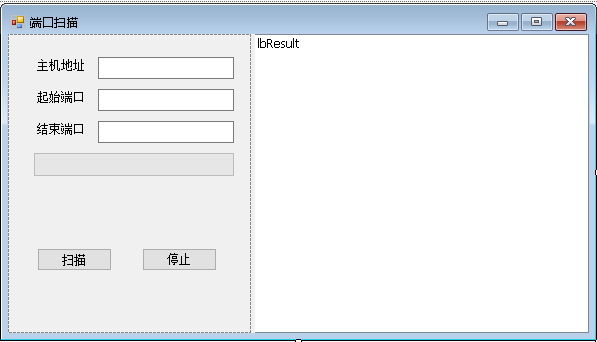 端口扫描
主机地址
起始端口
结束端口
扫描 停止
lbResult